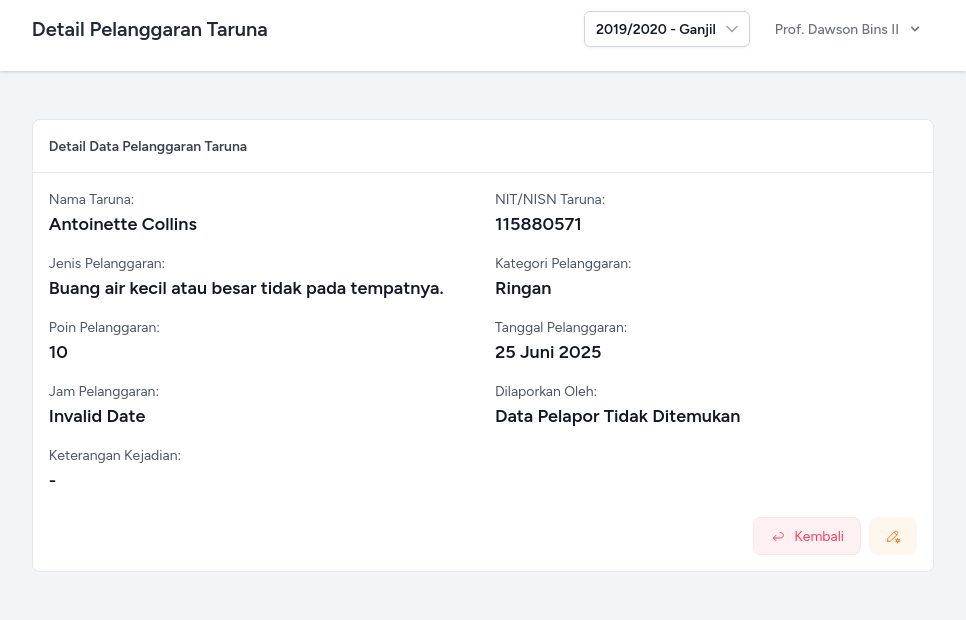 Detail Pelanggaran Taruna
2019/2020 - Ganjil
Prof. Dawson Bins II
Detail Data Pelanggaran Taruna
Nama Taruna:
Antoinette Collins
NIT/NISN Taruna:
115880571
Jenis Pelanggaran:
Buang air kecil atau besar tidak pada tempatnya.
Kategori Pelanggaran:
Ringan
Poin Pelanggaran:
10
Tanggal Pelanggaran:
25 Juni 2025
Jam Pelanggaran:
Invalid Date
Dilaporkan Oleh:
Data Pelapor Tidak Ditemukan
Keterangan Kejadian:
-
Kembali